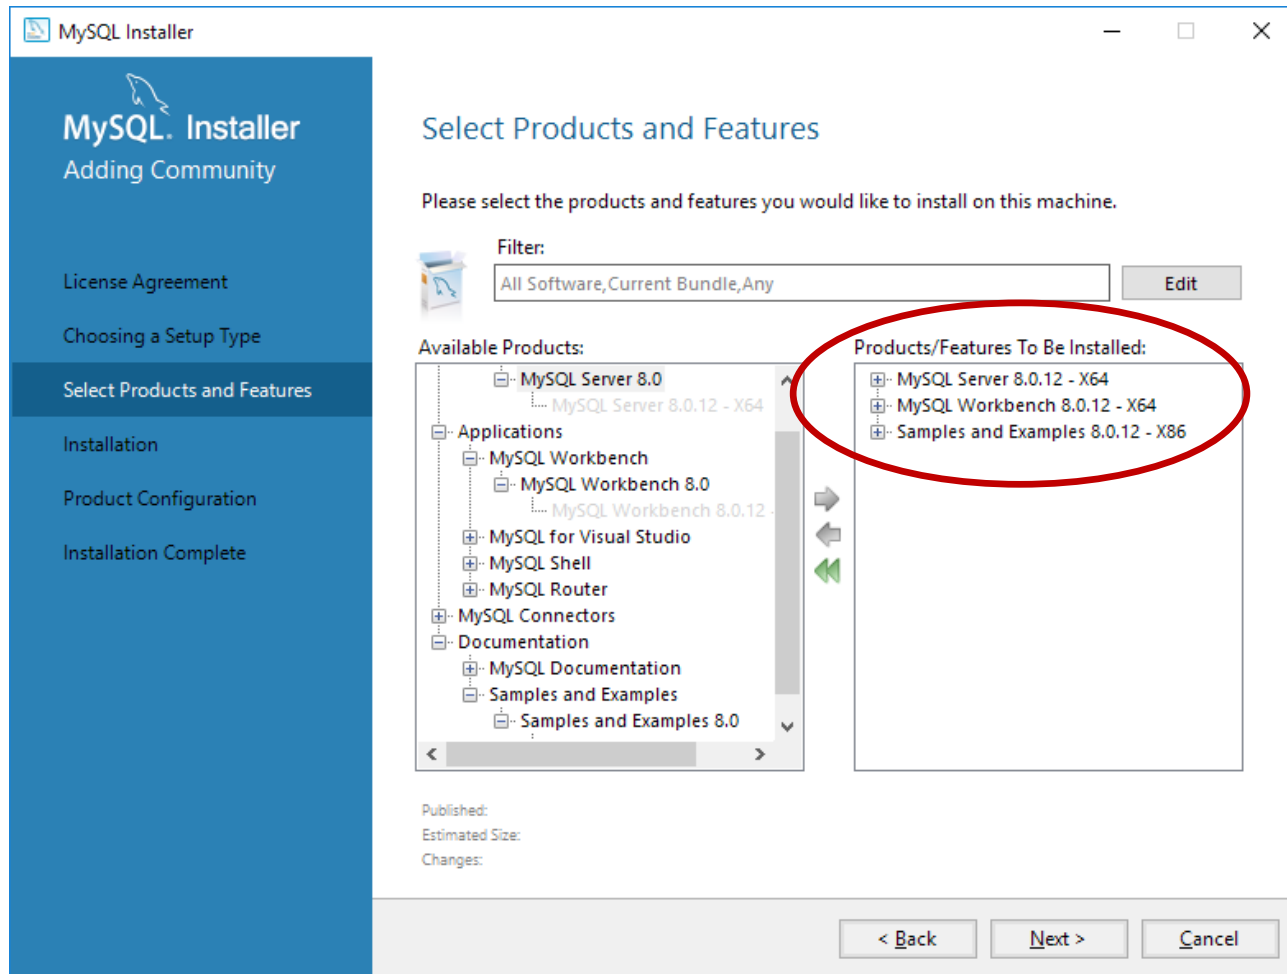 MySQL Installer
MySQL. Installer
Adding Community
License Agreement
Choosing a Setup Type
Select Products and Features
Installation
Product Configuration
Installation Complete
Select Products and Features
Please select the products and features you would like to install on this machine.
Filter:
All Software,Current Bundle,Any
Edit
Available Products:
MySQL Server 8.0
MySQL Server 8.0.12 - X64
Applications
MySQL Workbench
MySQL Workbench 8.0
MySQL Workbench 8.0.12 -
MySQL for Visual Studio
MySQL Shell
MySQL Router
MySQL Connectors
Documentation
MySQL Documentation
Samples and Examples
Samples and Examples 8.0
Products/Features To Be Installed:
MySQL Server 8.0.12 - X64
MySQL Workbench 8.0.12 - X64
Samples and Examples 8.0.12 - X86
Published:
Estimated Size:
Changes:
< Back
Next >
Cancel